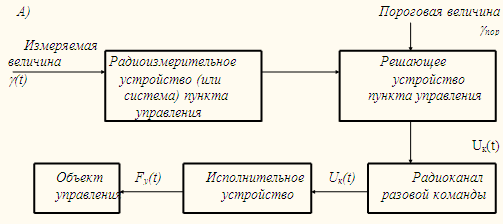 А)
Пороговая величина
γпор
Измеряемая
величина
γ(t)
Радиоизмерительное
устройство (или
система) пункта
управления
Решающее
устройство
пункта управления
Uк(t)
Объект
управления
Fу(t)
Исполнительное
устройство
Uк(t)
Радиоканал
разовой команды